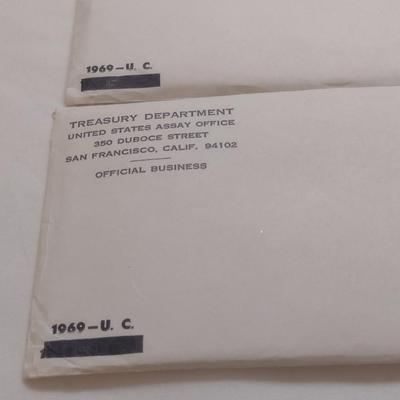 1969-U. C.
TREASURY DEPARTMENT
UNITED STATES ASSAY OFFICE
350 DUBOCE STREET
SAN FRANCISCO, CALIF. 94102
OFFICIAL BUSINESS
1969-U. C.